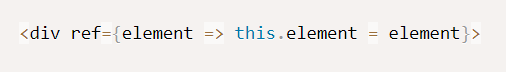 <div ref={element => this.element = element}>